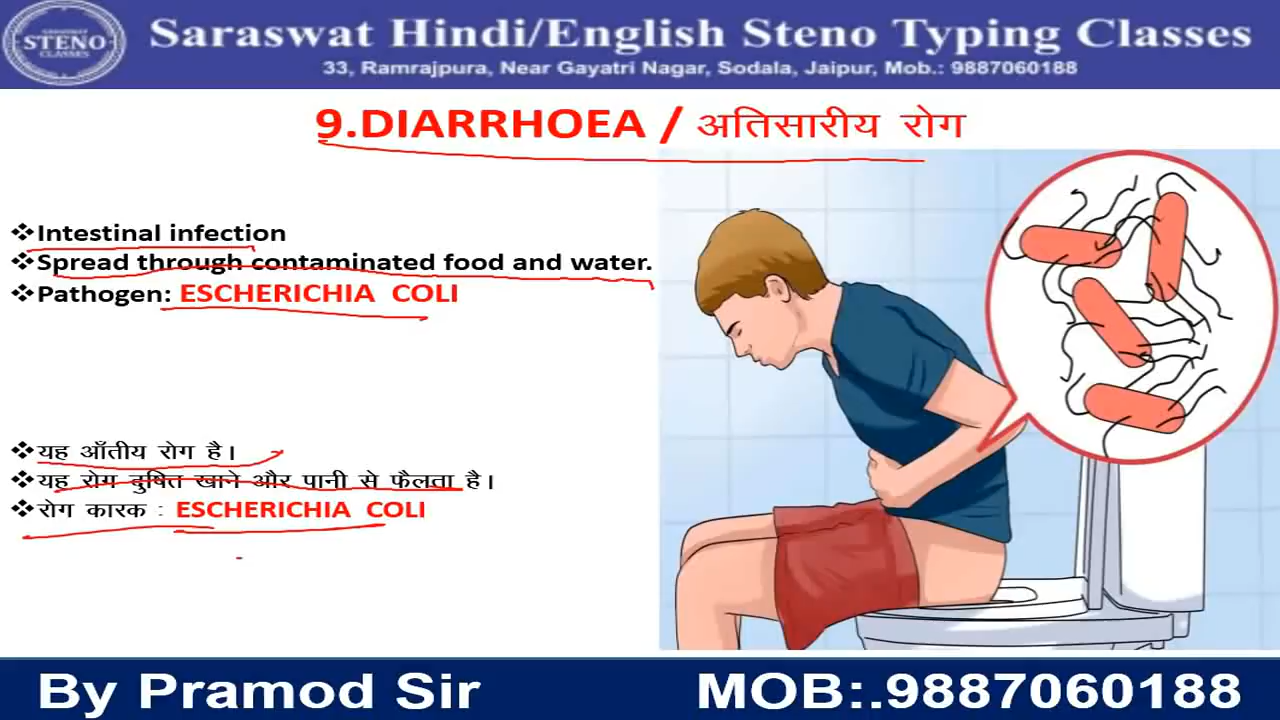 STENO
CLASSES
Saraswat Hindi/English Steno Typing Classes
33, Ramrajpura, Near Gayatri Nagar, Sodala, Jaipur, Mob.: 9887060188
9.DIARRHOEA / अतिसारीय रोग
❖Intestinal infection
❖Spread through contaminated food and water.
❖Pathogen: ESCHERICHIA COLI
❖यह आँतीय रोग है।
❖यह रोग दुषित खाने और पानी से फैलता है।
❖रोग कारक : ESCHERICHIA COLI
By Pramod Sir
MOB:.9887060188